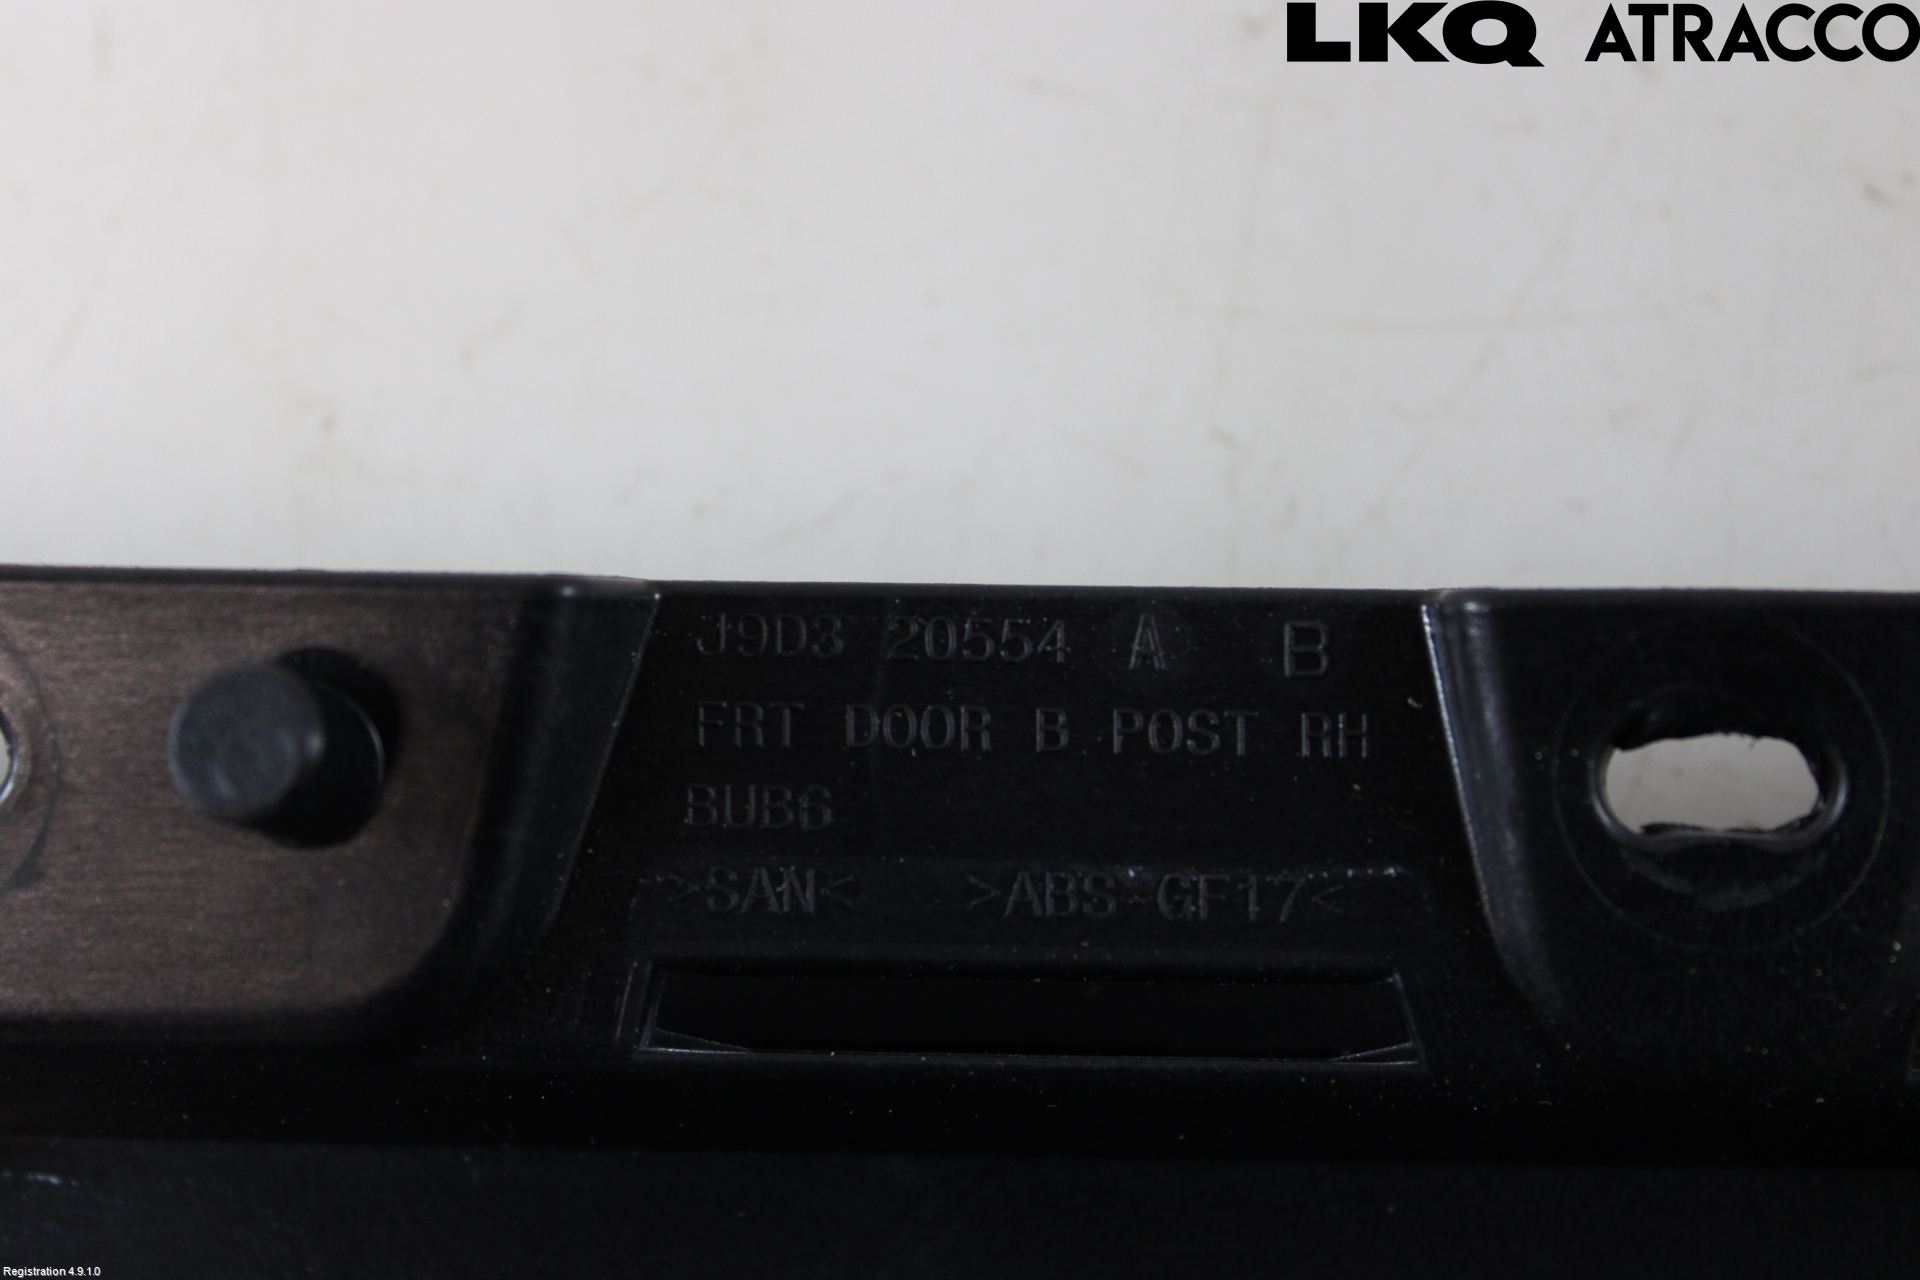 LKQ ATRACCO
J9D3 20554 A B
FRT DOOR B POST RH
BUB6
>SAN< >ABS-GF17<
Registration 4.9.1.0